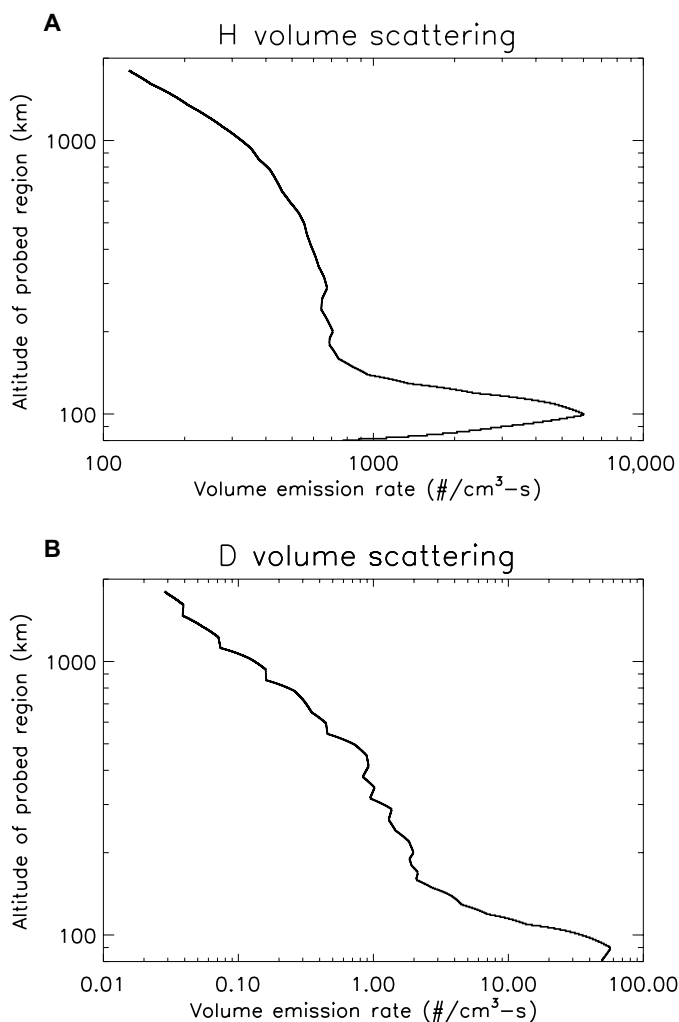 A
H volume scattering
Altitude of probed region (km)
1000
100
100 1000 10,000
Volume emission rate (#/cm³−s)
B
D volume scattering
Altitude of probed region (km)
1000
100
0.01 0.10 1.00 10.00 100.00
Volume emission rate (#/cm³−s)